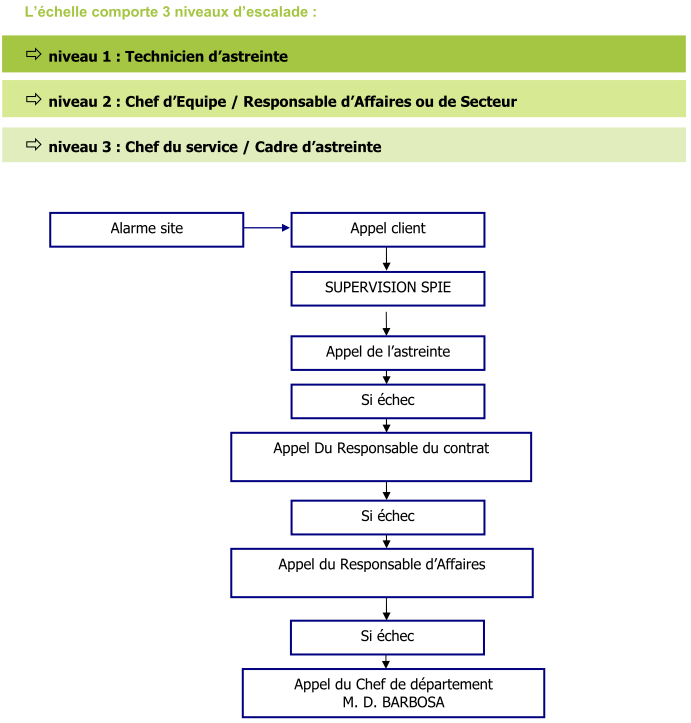 L’échelle comporte 3 niveaux d’escalade :
⇨ niveau 1 : Technicien d’astreinte
⇨ niveau 2 : Chef d’Equipe / Responsable d’Affaires ou de Secteur
⇨ niveau 3 : Chef du service / Cadre d’astreinte
Alarme site
Appel client
SUPERVISION SPIE
Appel de l’astreinte
Si échec
Appel Du Responsable du contrat
Si échec
Appel du Responsable d’Affaires
Si échec
Appel du Chef de département
M. D. BARBOSA